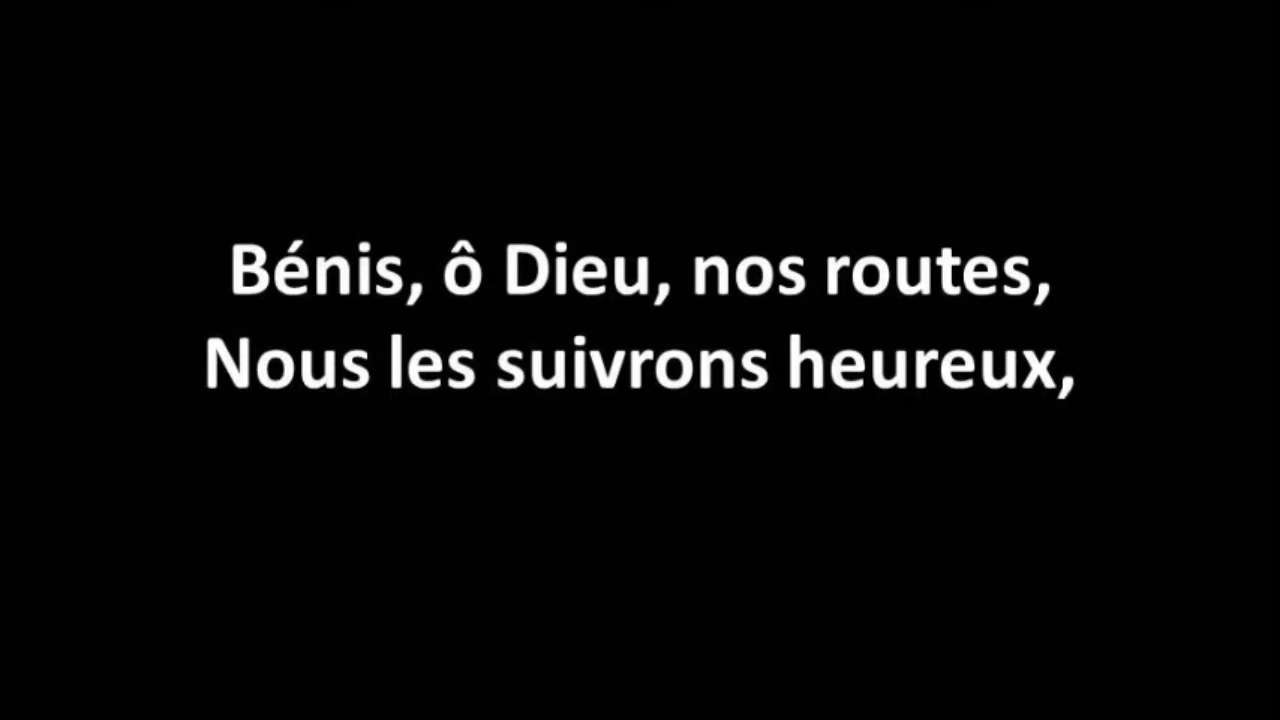 Bénis, ô Dieu, nos routes,
Nous les suivrons heureux,